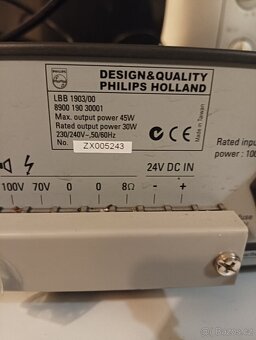 PHILIPS
DESIGN&QUALITY
PHILIPS HOLLAND
LBB 1903/00
8900 190 30001
Max. output power 45W
Rated output power 30W
230/240V~,50/60Hz
No. ZX005243
Made in Taiwan
Rated input
power : 100
100V 70V 0 0 8Ω
24V DC IN
- +
fuse